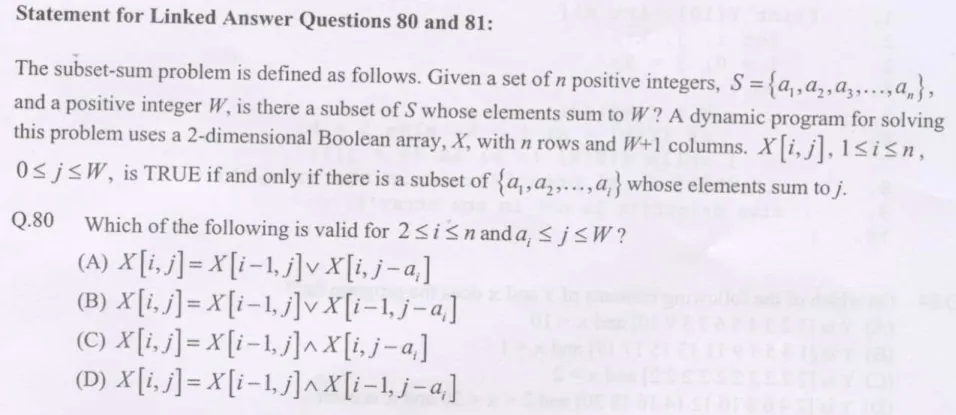 Statement for Linked Answer Questions 80 and 81:
The subset-sum problem is defined as follows. Given a set of n positive integers, S = {a₁, a₂, a₃, ..., aₙ},
and a positive integer W, is there a subset of S whose elements sum to W? A dynamic program for solving
this problem uses a 2-dimensional Boolean array, X, with n rows and W+1 columns. X[i, j], 1 ≤ i ≤ n,
0 ≤ j ≤ W, is TRUE if and only if there is a subset of {a₁, a₂, ..., aᵢ} whose elements sum to j.
Q.80 Which of the following is valid for 2 ≤ i ≤ n and aᵢ ≤ j ≤ W?
(A) X[i, j] = X[i−1, j] ∨ X[i, j−aᵢ]
(B) X[i, j] = X[i−1, j] ∨ X[i−1, j−aᵢ]
(C) X[i, j] = X[i−1, j] ∧ X[i, j−aᵢ]
(D) X[i, j] = X[i−1, j] ∧ X[i−1, j−aᵢ]